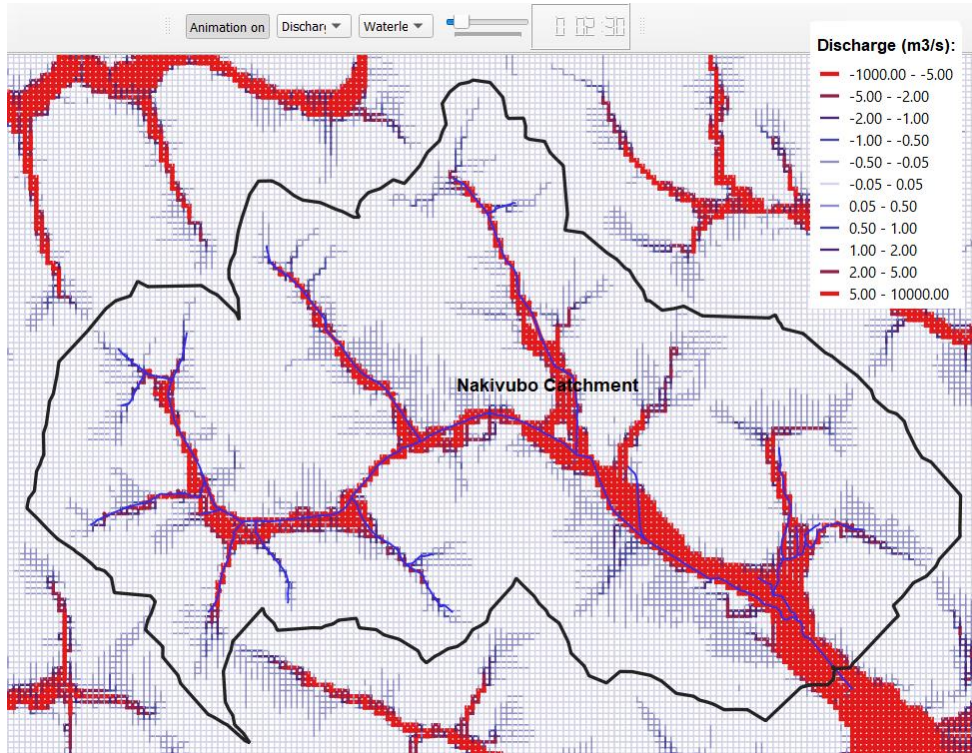 Animation on
Dischar
Waterle
0 02:30
Discharge (m3/s):
-1000.00 - -5.00
-5.00 - -2.00
-2.00 - -1.00
-1.00 - -0.50
-0.50 - -0.05
-0.05 - 0.05
0.05 - 0.50
0.50 - 1.00
1.00 - 2.00
2.00 - 5.00
5.00 - 10000.00
Nakivubo Catchment